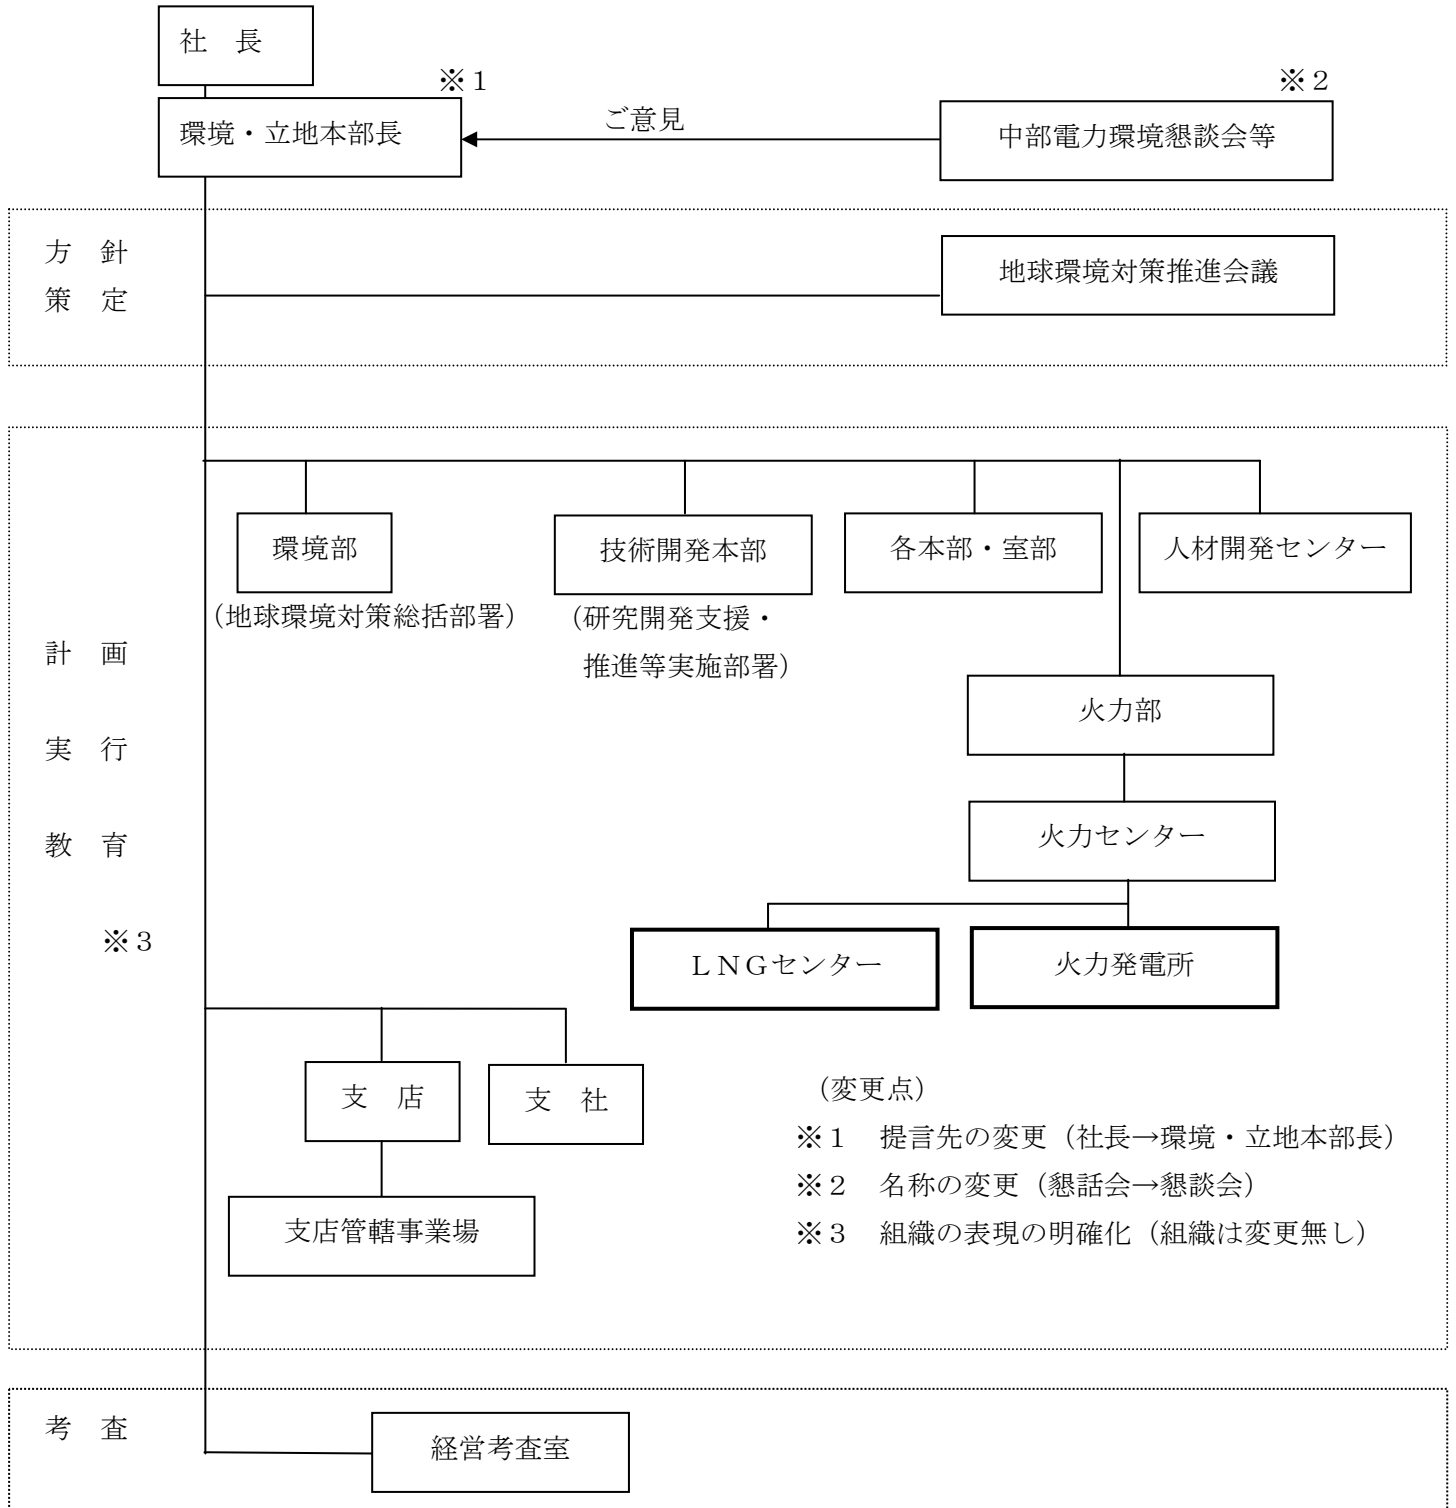 社　長
※１
※２
環境・立地本部長
ご意見
中部電力環境懇談会等
方　針
策　定
地球環境対策推進会議
環境部
（地球環境対策総括部署）
技術開発本部
（研究開発支援・
推進等実施部署）
各本部・室部
人材開発センター
計　画
実　行
教　育
※３
火力部
火力センター
ＬＮＧセンター
火力発電所
支　店
支　社
支店管轄事業場
（変更点）
※１　提言先の変更（社長→環境・立地本部長）
※２　名称の変更（懇話会→懇談会）
※３　組織の表現の明確化（組織は変更無し）
考　査
経営考査室